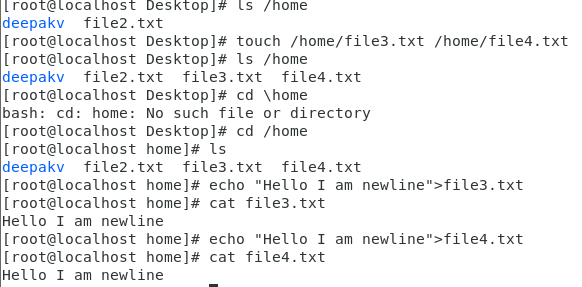 [root@localhost Desktop]# ls /home
deepakv  file2.txt
[root@localhost Desktop]# touch /home/file3.txt /home/file4.txt
[root@localhost Desktop]# ls /home
deepakv  file2.txt  file3.txt  file4.txt
[root@localhost Desktop]# cd \home
bash: cd: home: No such file or directory
[root@localhost Desktop]# cd /home
[root@localhost home]# ls
deepakv  file2.txt  file3.txt  file4.txt
[root@localhost home]# echo "Hello I am newline">file3.txt
[root@localhost home]# cat file3.txt
Hello I am newline
[root@localhost home]# echo "Hello I am newline">file4.txt
[root@localhost home]# cat file4.txt
Hello I am newline